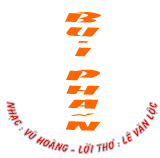 BỤI PHẤN
NHẠC : VŨ HOÀNG - LỜI THƠ : LÊ VĂN LỘC